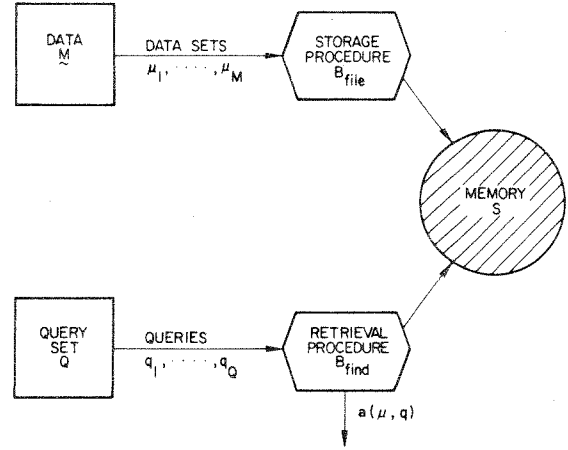 DATA
M
~
DATA SETS
μ1, ·····, μM
STORAGE
PROCEDURE
Bfile
MEMORY
S
QUERY
SET
Q
QUERIES
q1, ·····, qQ
RETRIEVAL
PROCEDURE
Bfind
a(μ,q)